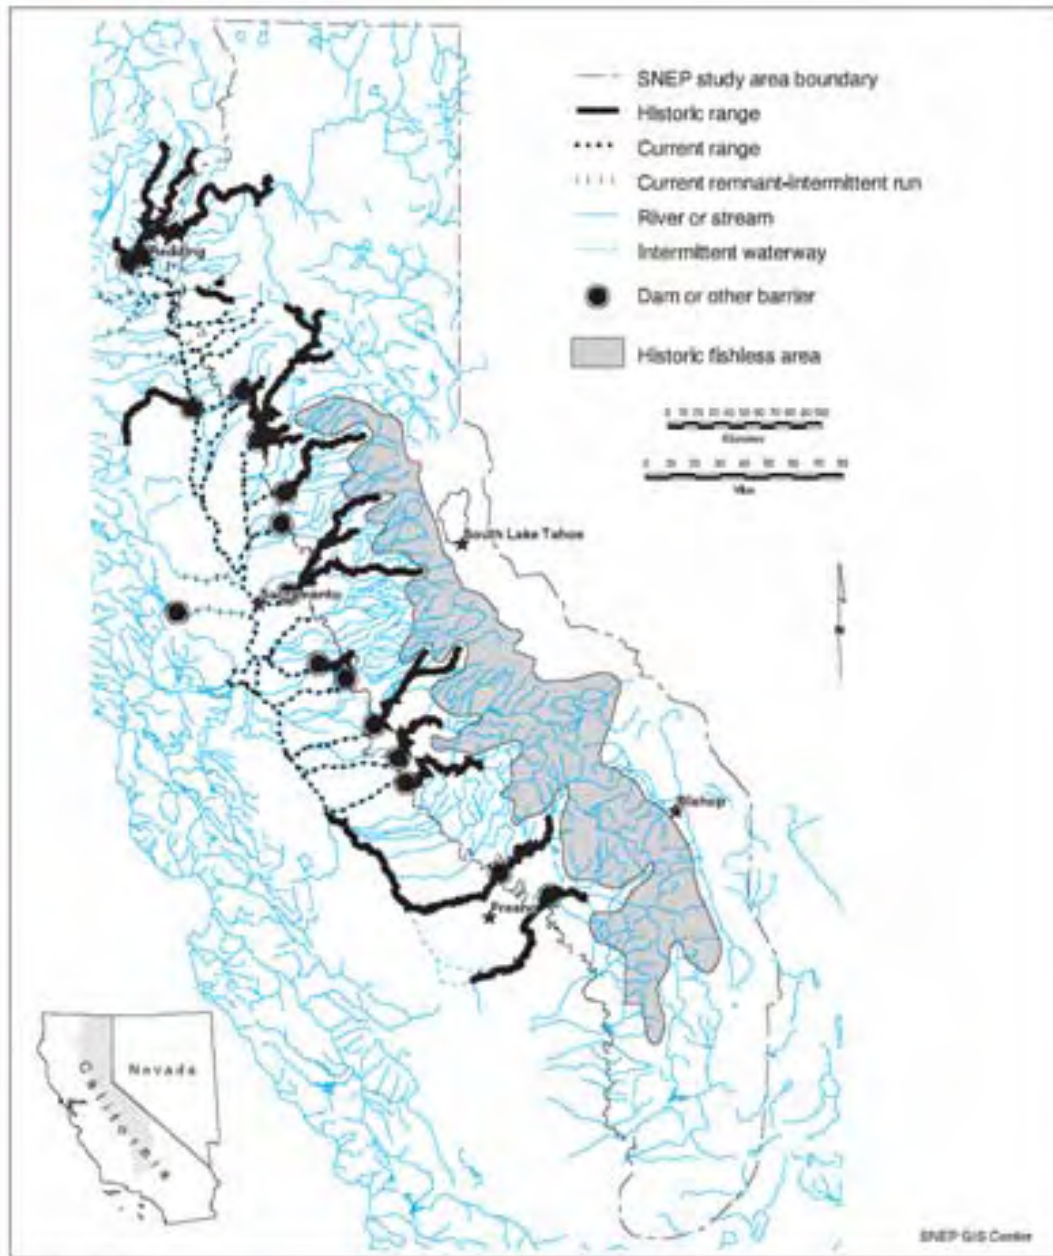 SNEP study area boundary
Historic range
Current range
Current remnant-intermittent run
River or stream
Intermittent waterway
Dam or other barrier
Historic fishless area
Kilometers
Miles
Redding
South Lake Tahoe
Sacramento
Bishop
Fresno
Nevada
California
SNEP GIS Center